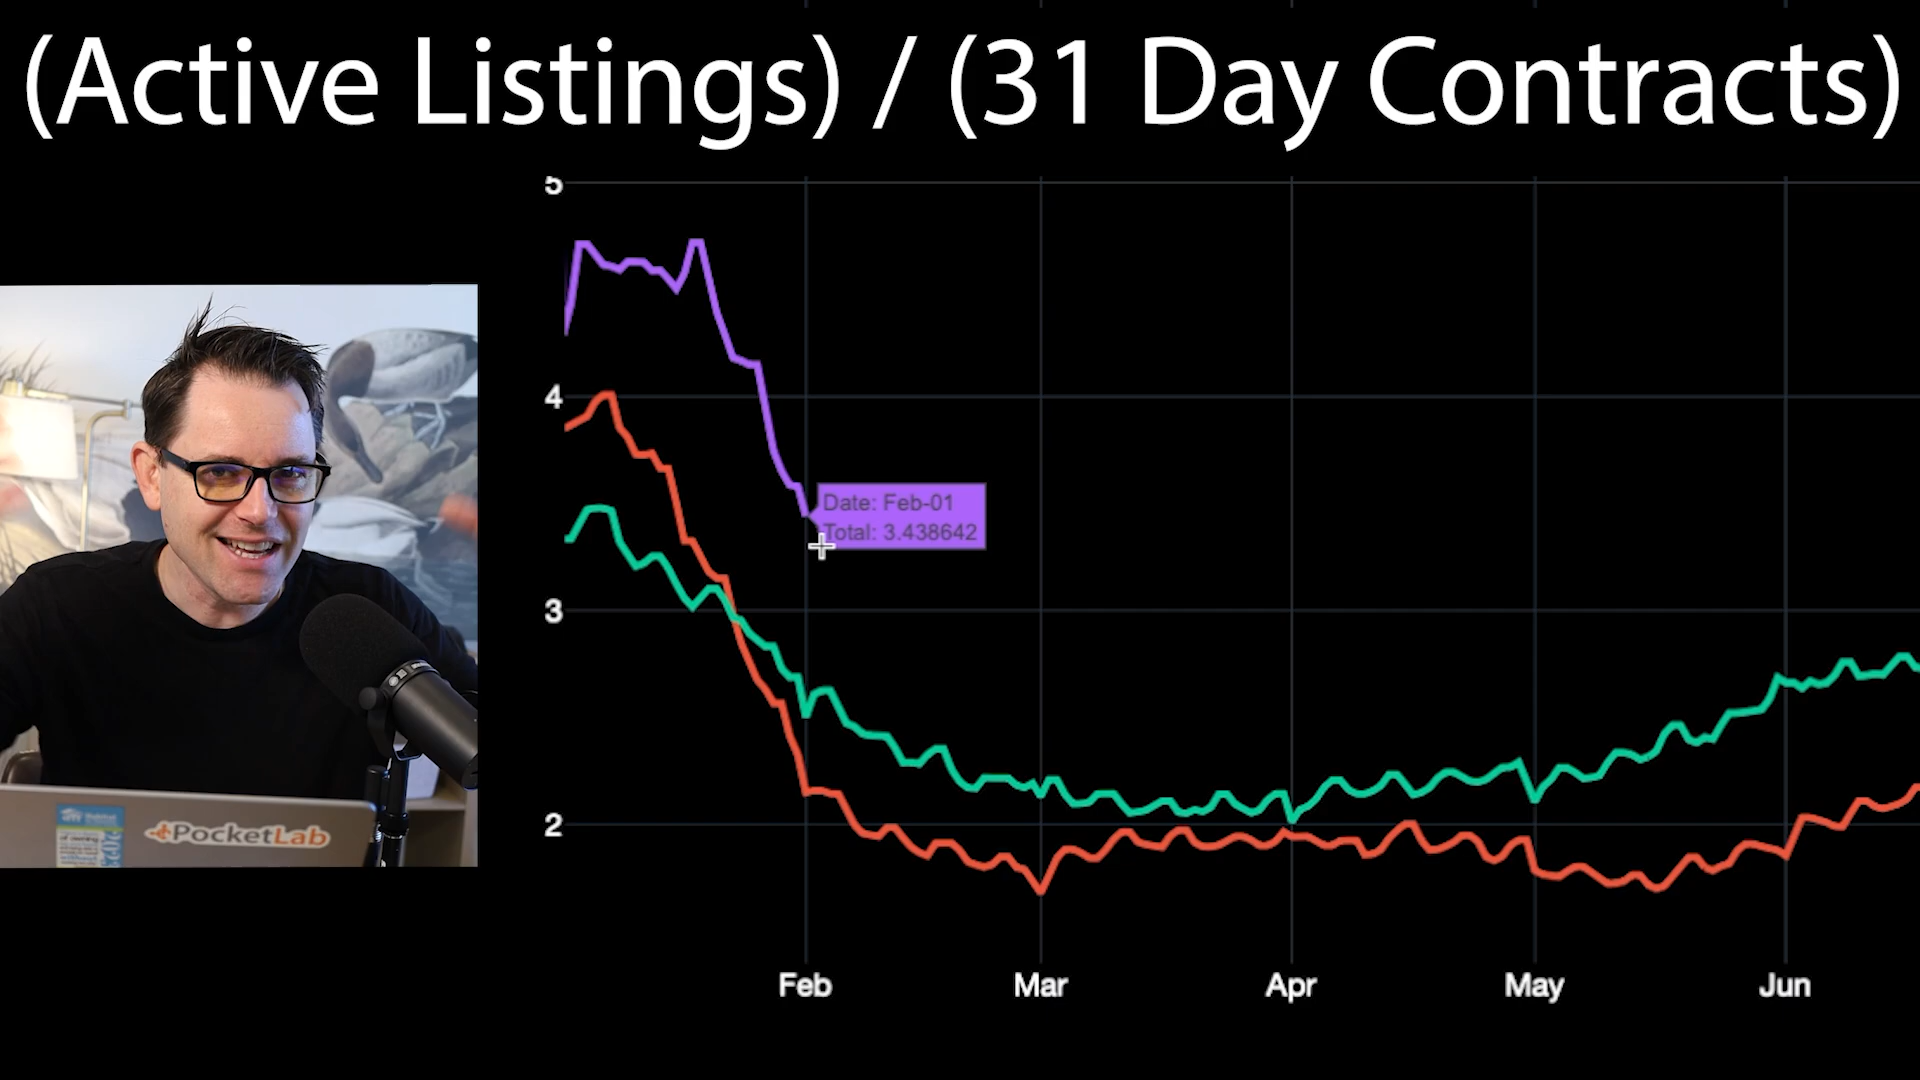 (Active Listings) / (31 Day Contracts)
5
4
3
2
Date: Feb-01
Total: 3.438642
Feb Mar Apr May Jun
PocketLab